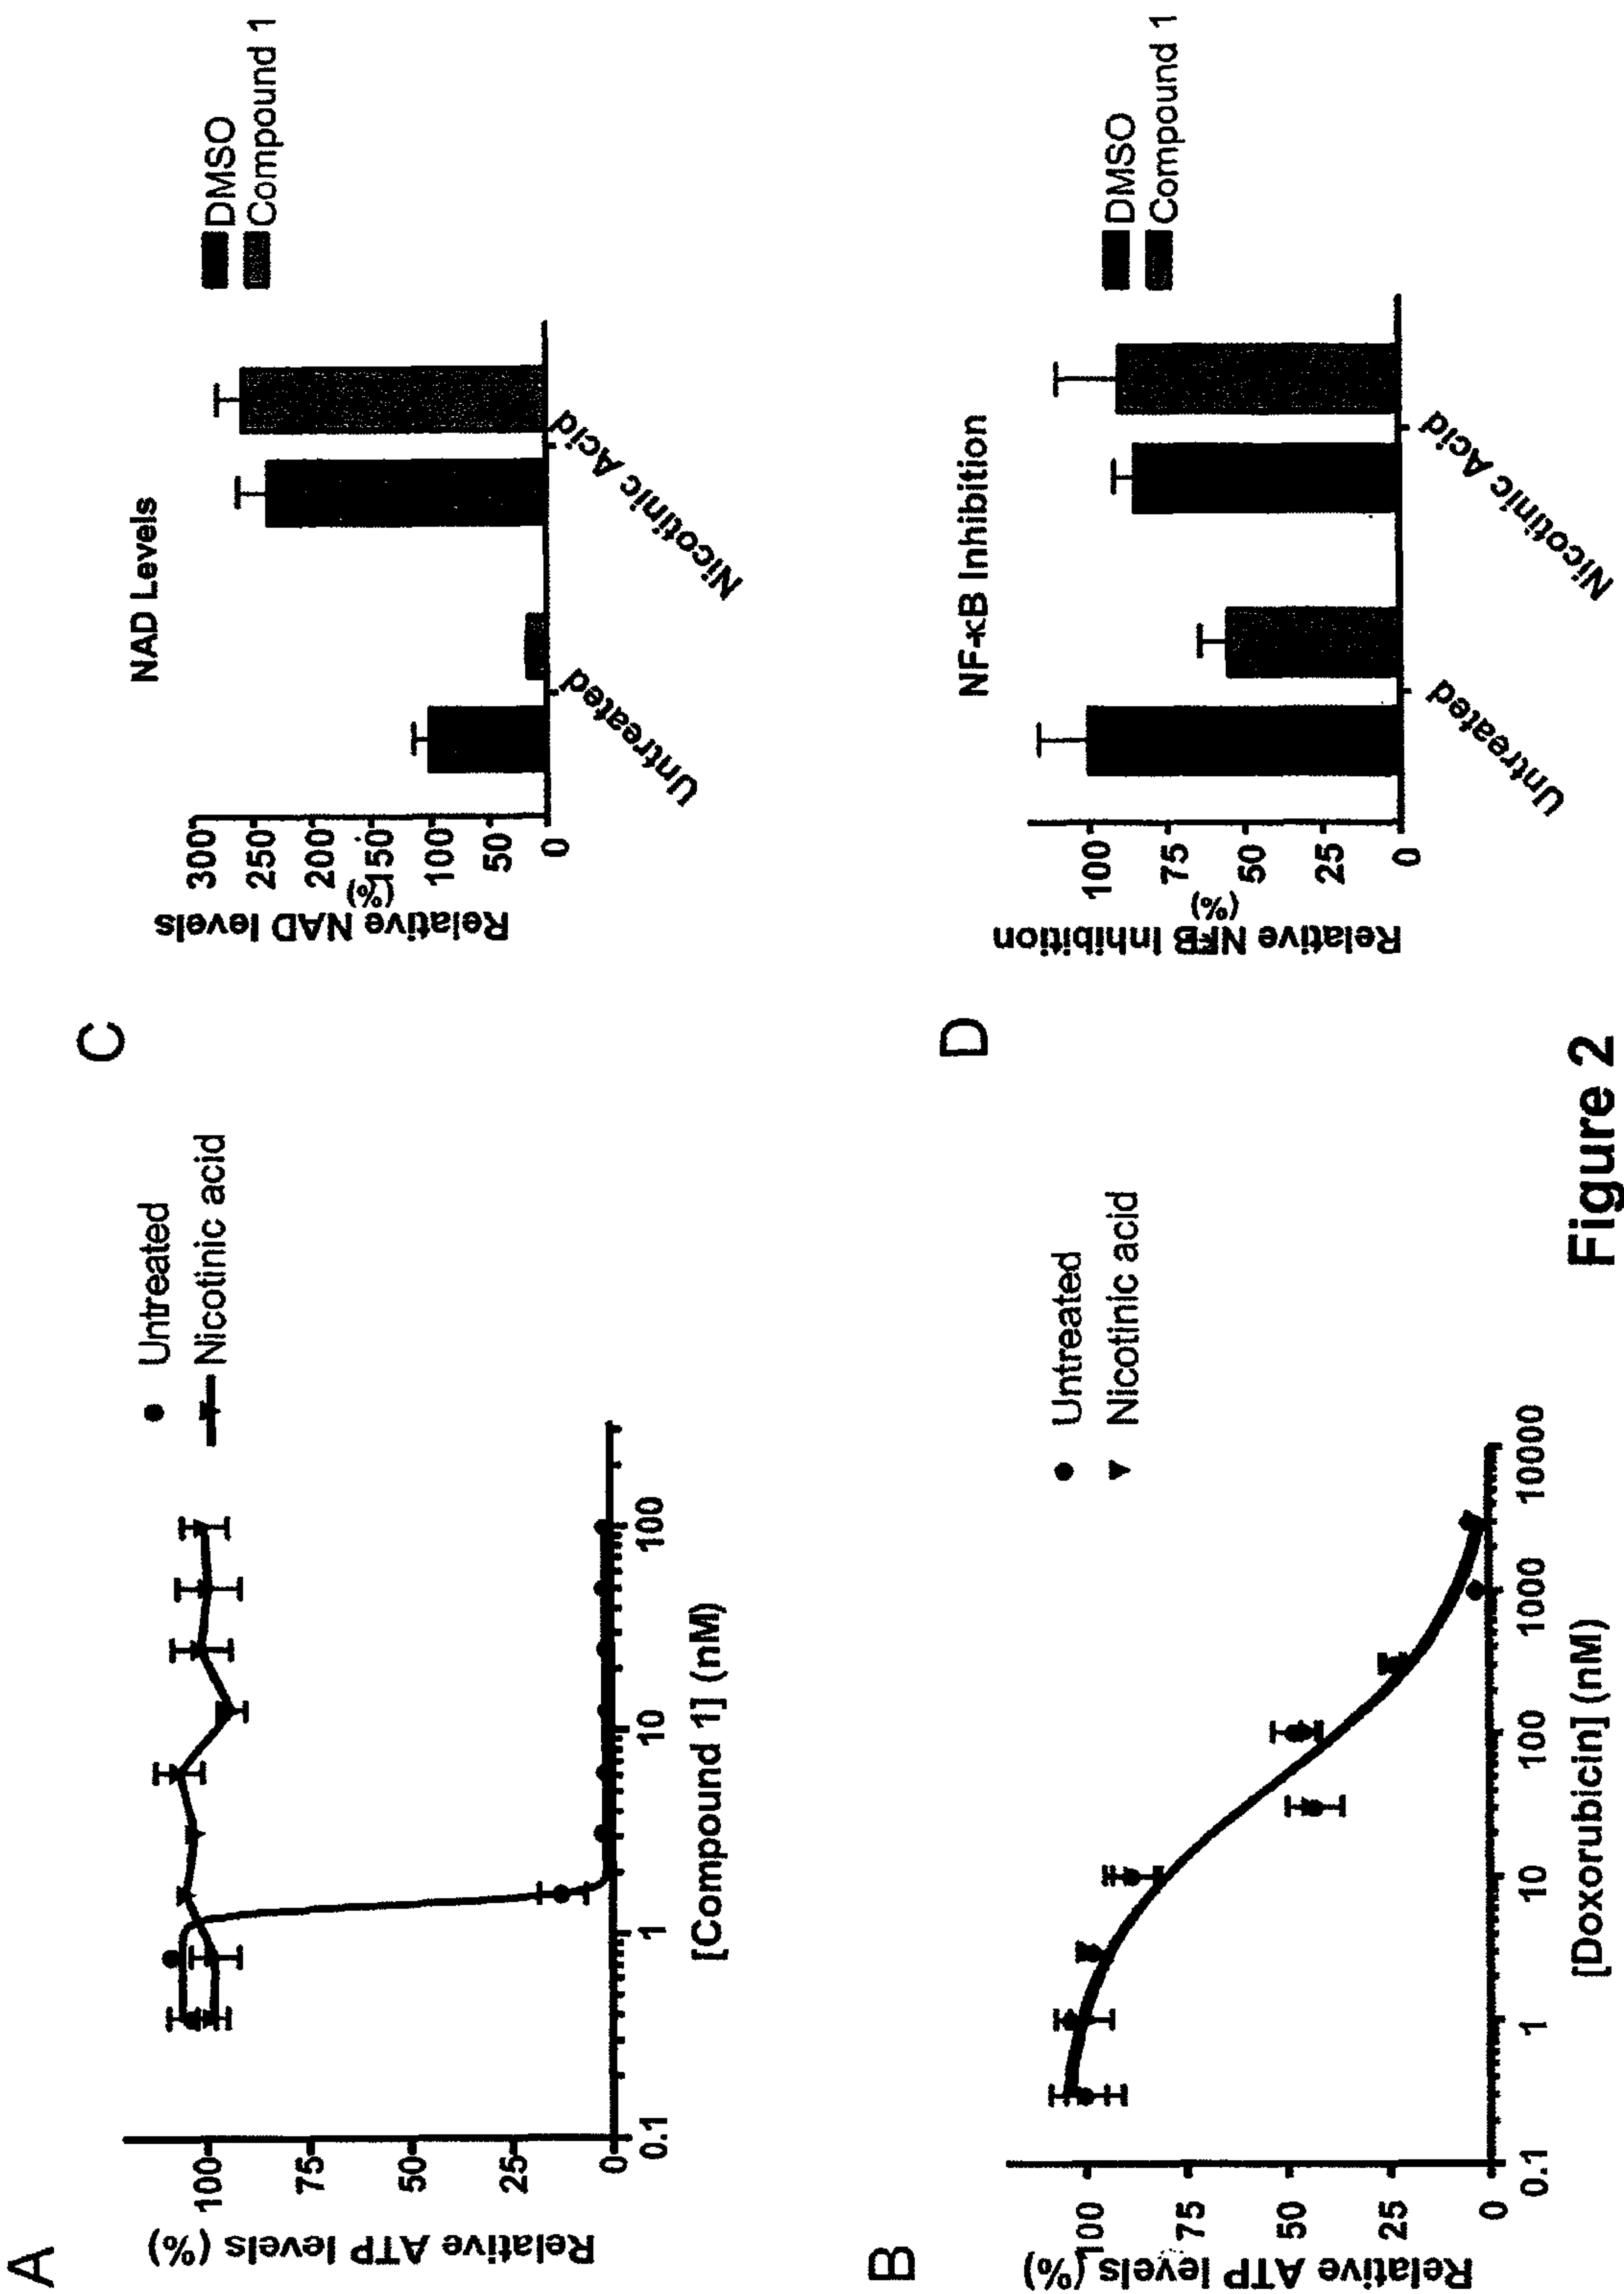 A
Untreated
Nicotinic acid
Relative ATP levels (%)
100
75
50
25
0
0.1
1
10
100
[Compound 1] (nM)
B
Untreated
Nicotinic acid
Relative ATP levels (%)
100
75
50
25
0
0.1
1
10
100
1000
10000
[Doxorubicin] (nM)
C
NAD Levels
DMSO
Compound 1
Relative NAD levels
(%)
300
250
200
150
100
50
0
Untreated
Nicotinic Acid
D
NF-κB Inhibition
DMSO
Compound 1
Relative NFB Inhibition
(%)
100
75
50
25
0
Untreated
Nicotinic Acid
Figure 2